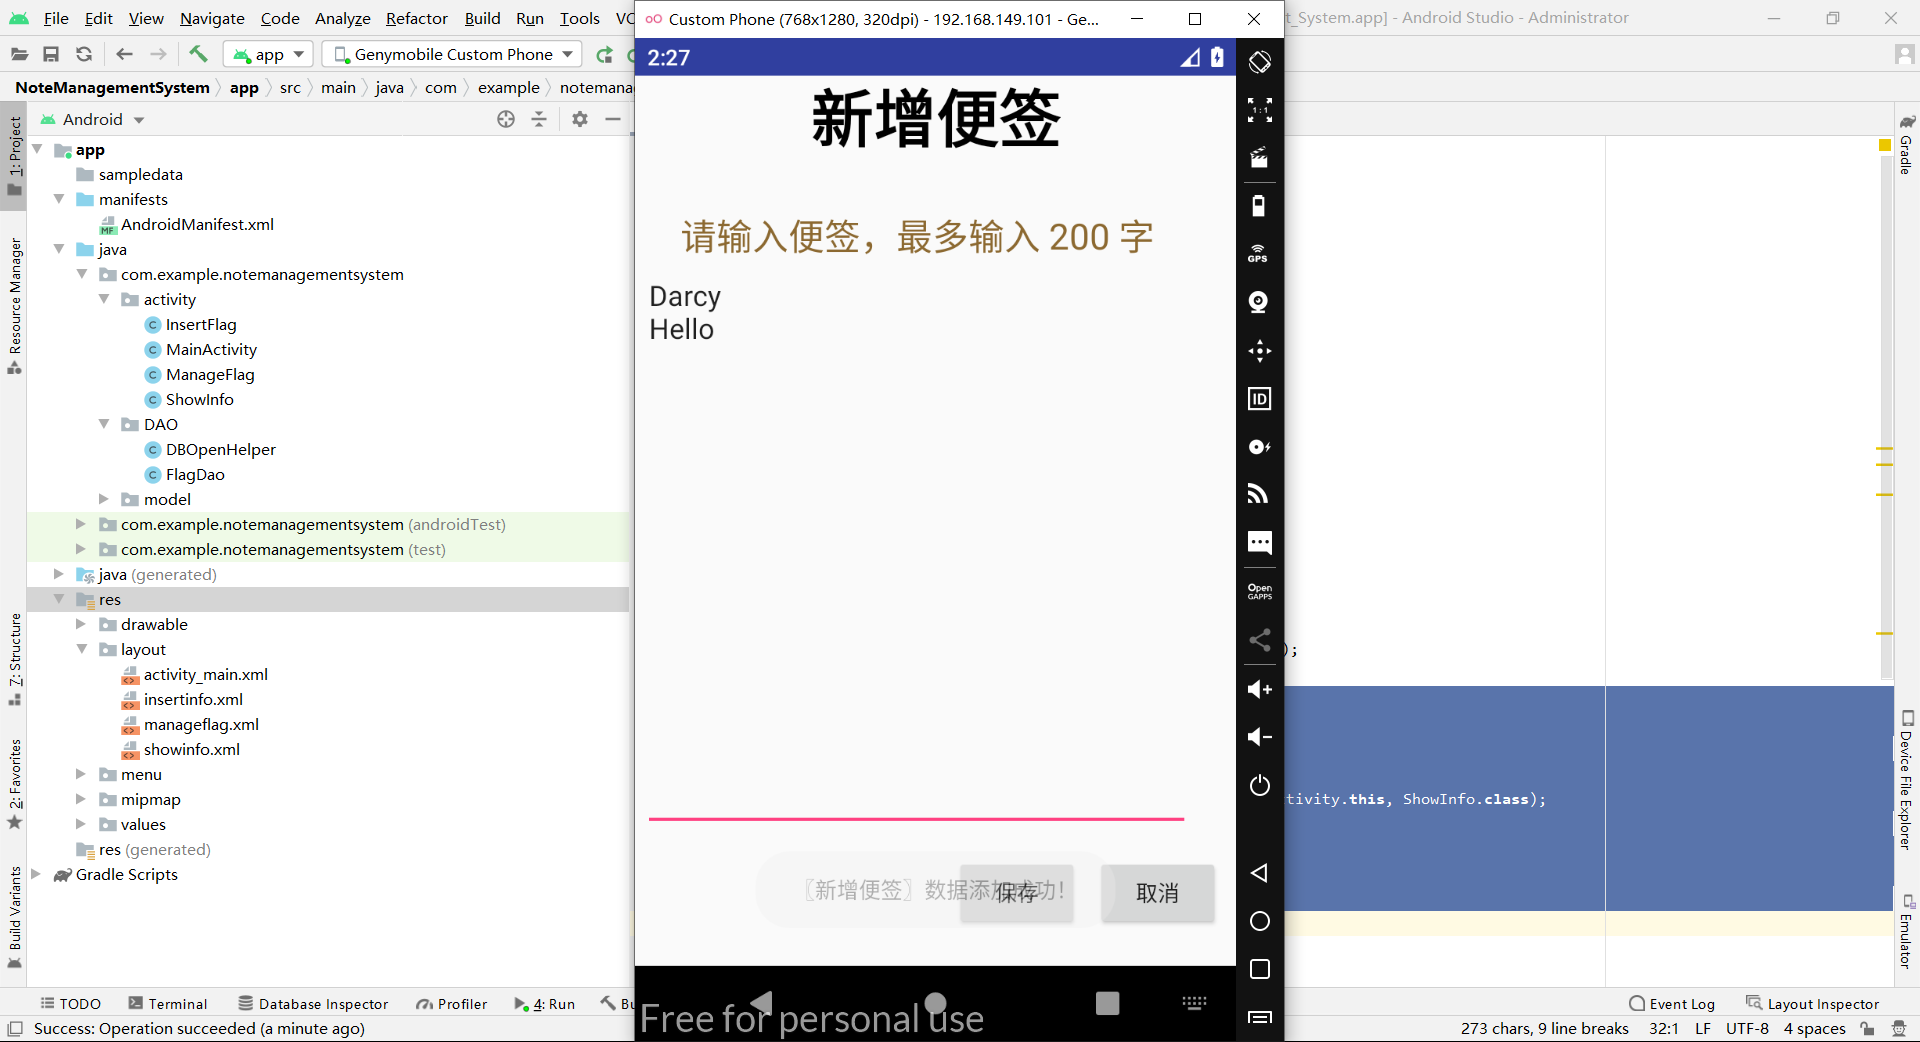 File Edit View Navigate Code Analyze Refactor Build Run Tools VC
Custom Phone (768x1280, 320dpi) - 192.168.149.101 - Ge...
t_System.app] - Android Studio - Administrator
app
Genymobile Custom Phone
NoteManagementSystem app src main java com example notemana
Android
1: Project
Resource Manager
7: Structure
2: Favorites
Build Variants
app
sampledata
manifests
AndroidManifest.xml
java
com.example.notemanagementsystem
activity
InsertFlag
MainActivity
ManageFlag
ShowInfo
DAO
DBOpenHelper
FlagDao
model
com.example.notemanagementsystem (androidTest)
com.example.notemanagementsystem (test)
java (generated)
res
drawable
layout
activity_main.xml
insertinfo.xml
manageflag.xml
showinfo.xml
menu
mipmap
values
res (generated)
Gradle Scripts
2:27
新增便签
请输入便签，最多输入 200 字
Darcy
Hello
〖新增便签〗数据添加成功！
保存
取消
Free for personal use
1:1
GPS
ID
Open
GAPPS
);
tivity.this, ShowInfo.class);
Gradle
Device File Explorer
Emulator
TODO Terminal Database Inspector Profiler 4: Run Bu
Event Log Layout Inspector
Success: Operation succeeded (a minute ago)
273 chars, 9 line breaks 32:1 LF UTF-8 4 spaces